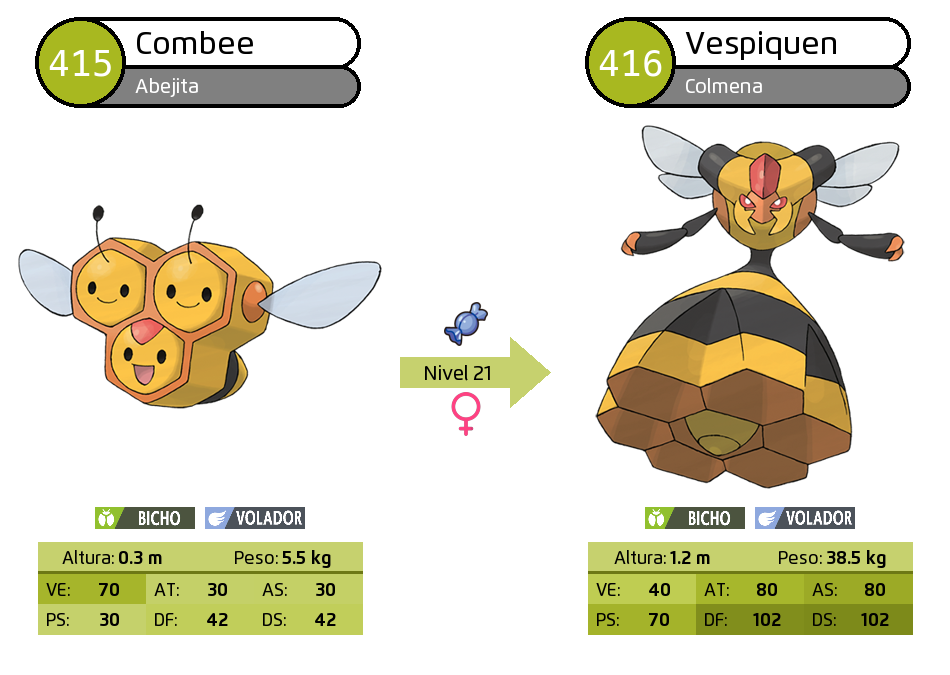 415
Combee
Abejita
416
Vespiquen
Colmena
Nivel 21
BICHO VOLADOR
Altura: 0.3 m Peso: 5.5 kg
VE: 70 AT: 30 AS: 30
PS: 30 DF: 42 DS: 42
BICHO VOLADOR
Altura: 1.2 m Peso: 38.5 kg
VE: 40 AT: 80 AS: 80
PS: 70 DF: 102 DS: 102